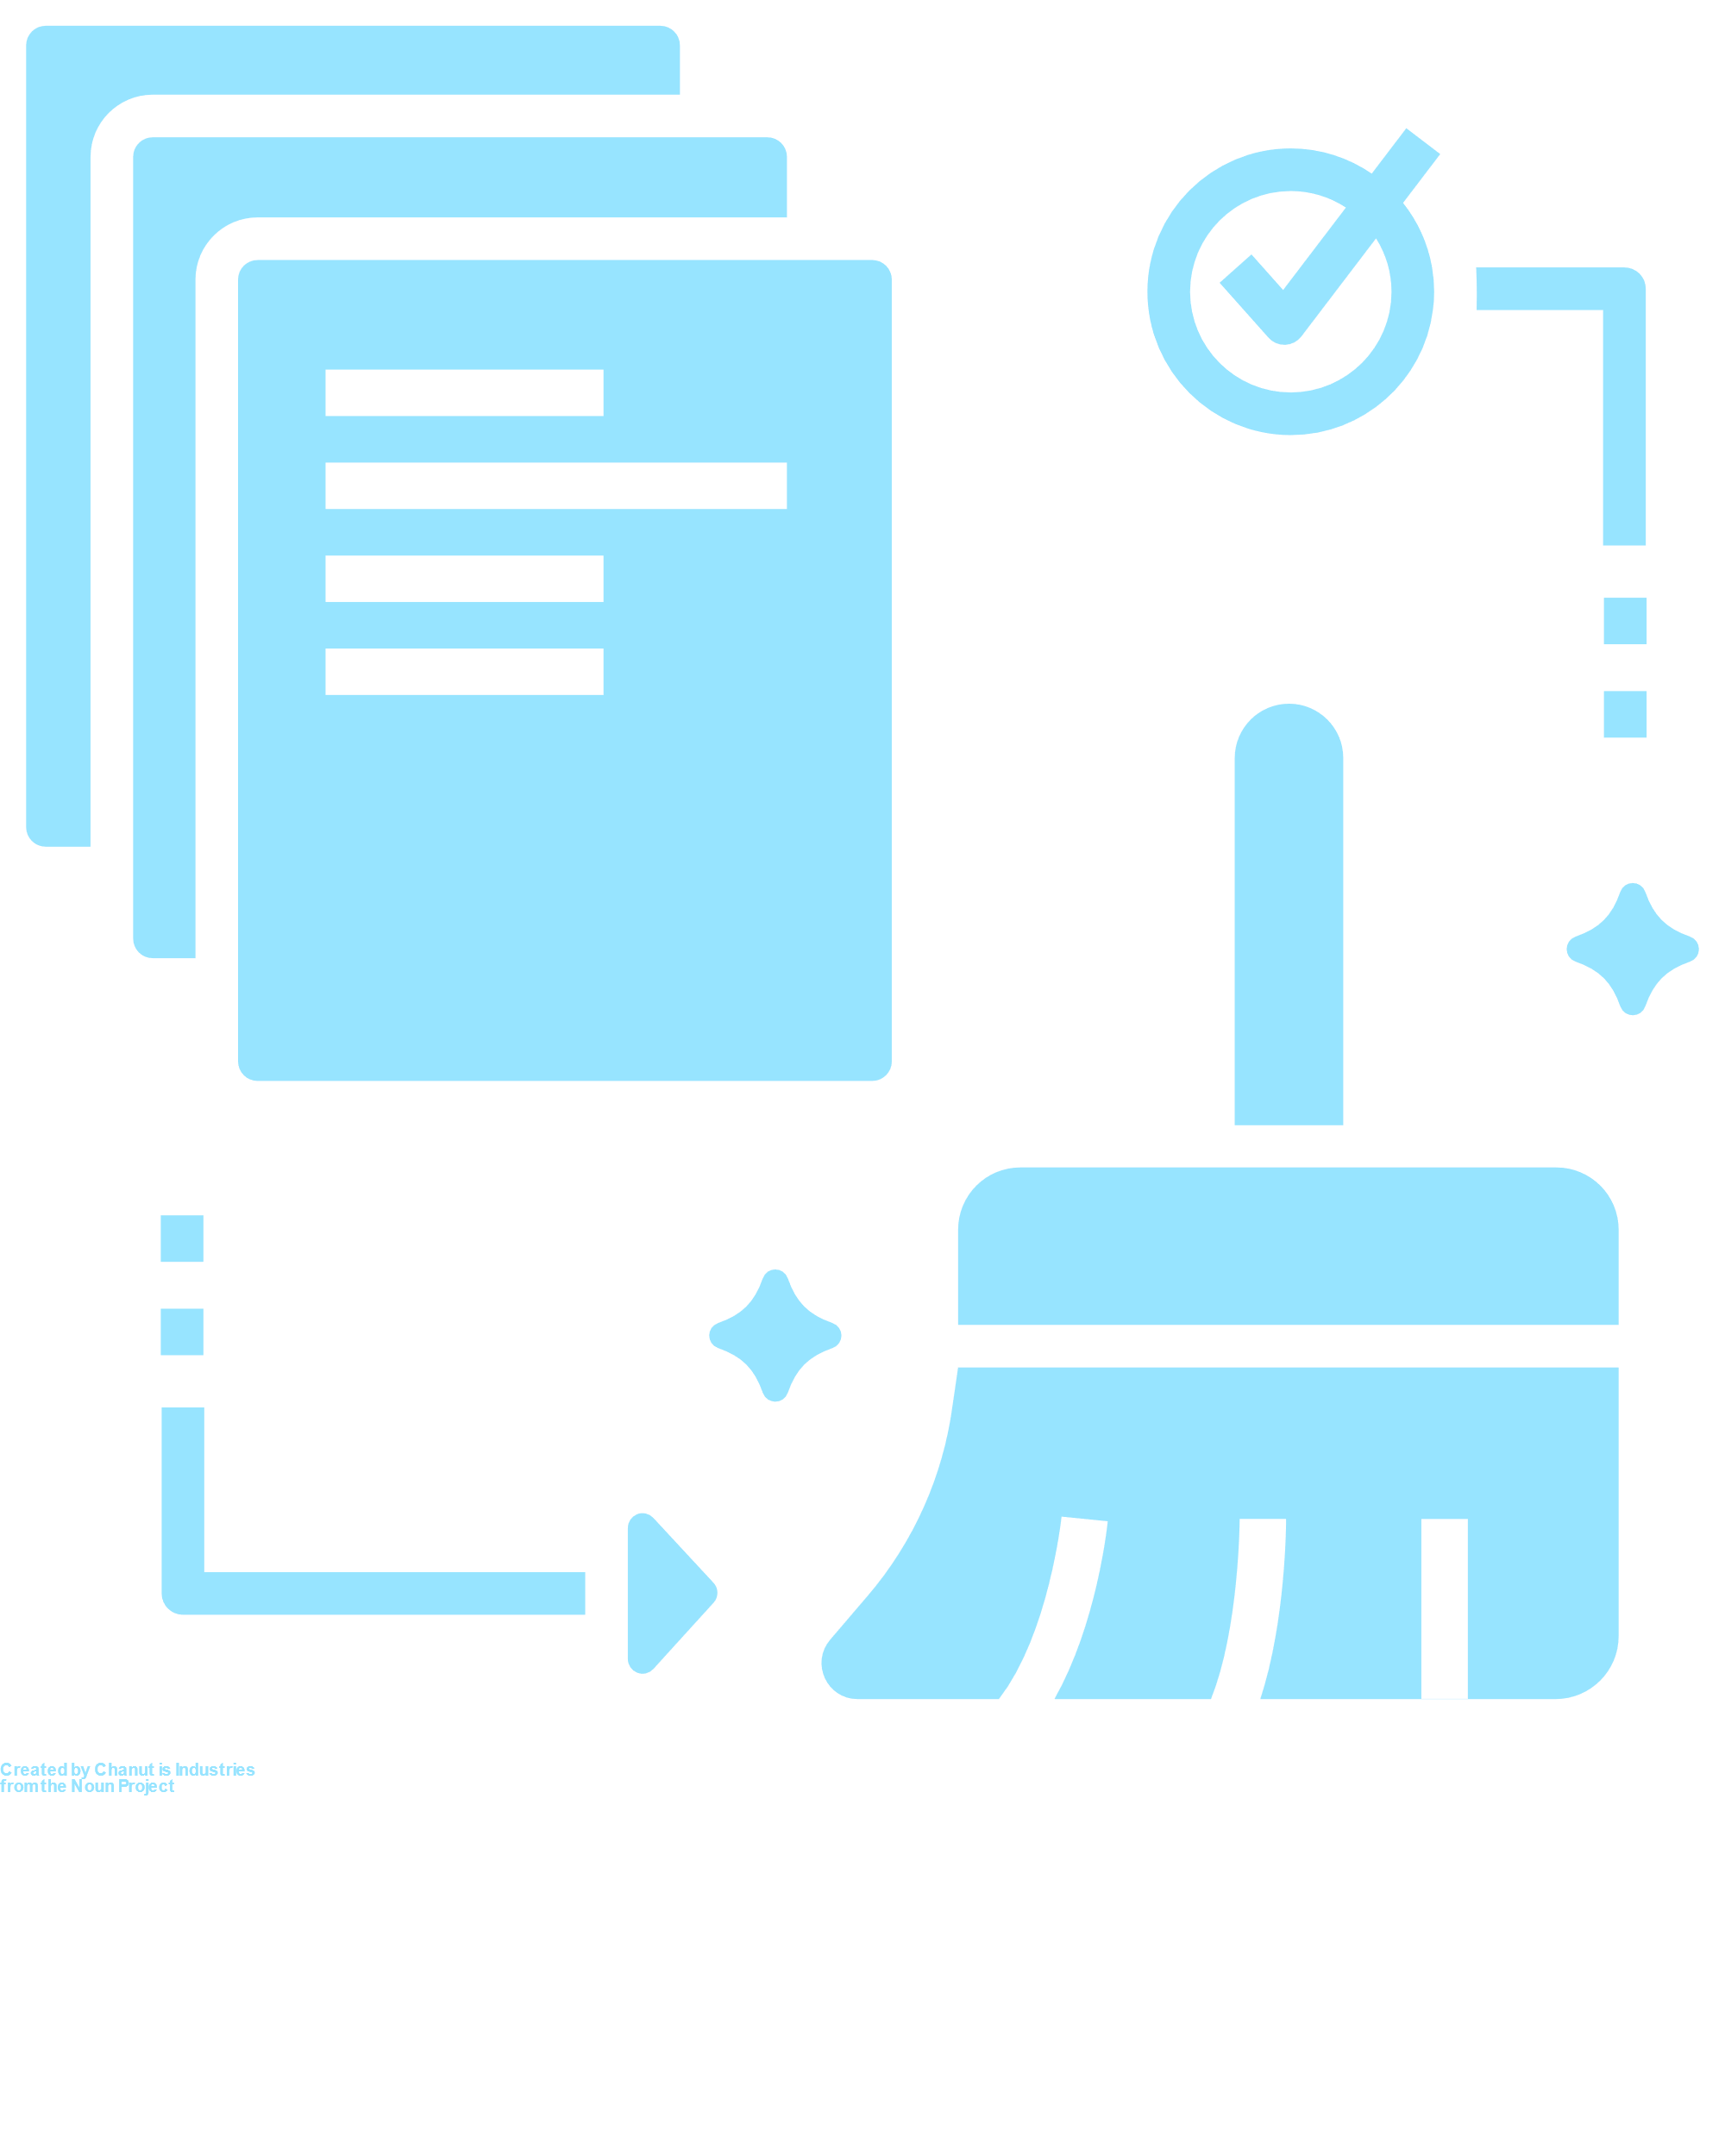 Created by Chanut is Industries
from the Noun Project